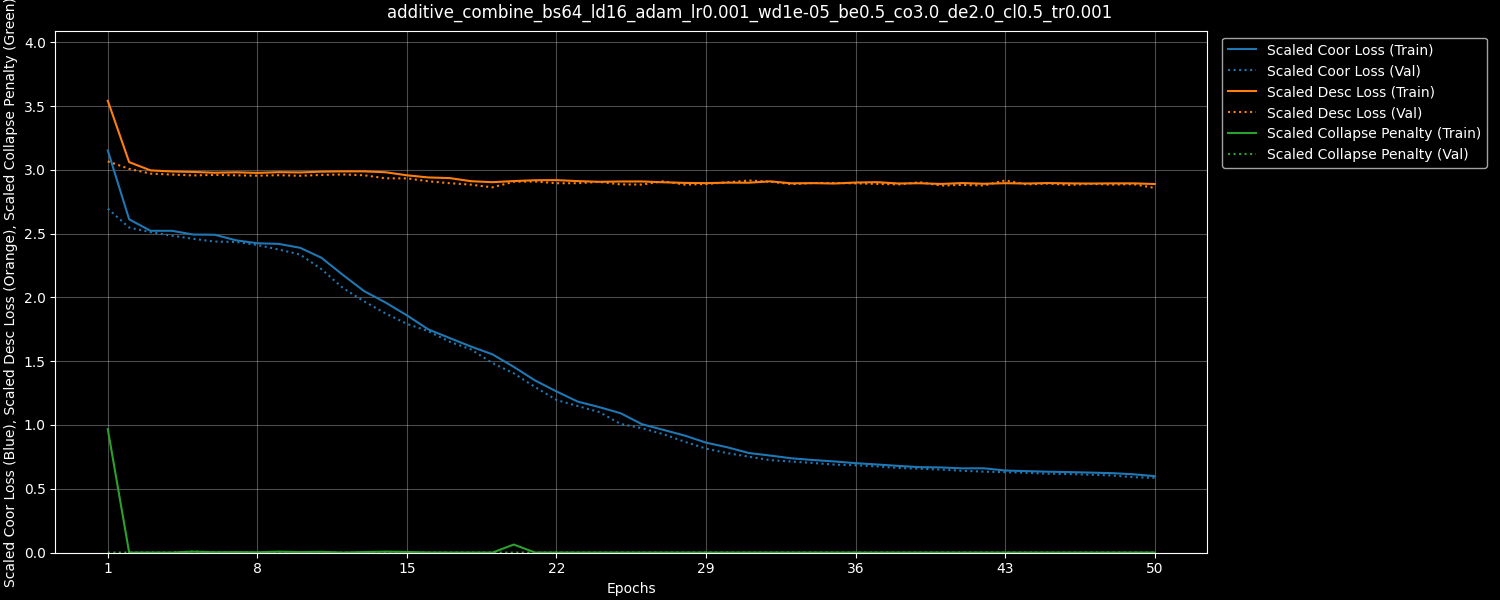 additive_combine_bs64_ld16_adam_lr0.001_wd1e-05_be0.5_co3.0_de2.0_cl0.5_tr0.001
Scaled Coor Loss (Blue), Scaled Desc Loss (Orange), Scaled Collapse Penalty (Green)
4.0
3.5
3.0
2.5
2.0
1.5
1.0
0.5
0.0
1
8
15
22
29
36
43
50
Epochs
Scaled Coor Loss (Train)
Scaled Coor Loss (Val)
Scaled Desc Loss (Train)
Scaled Desc Loss (Val)
Scaled Collapse Penalty (Train)
Scaled Collapse Penalty (Val)